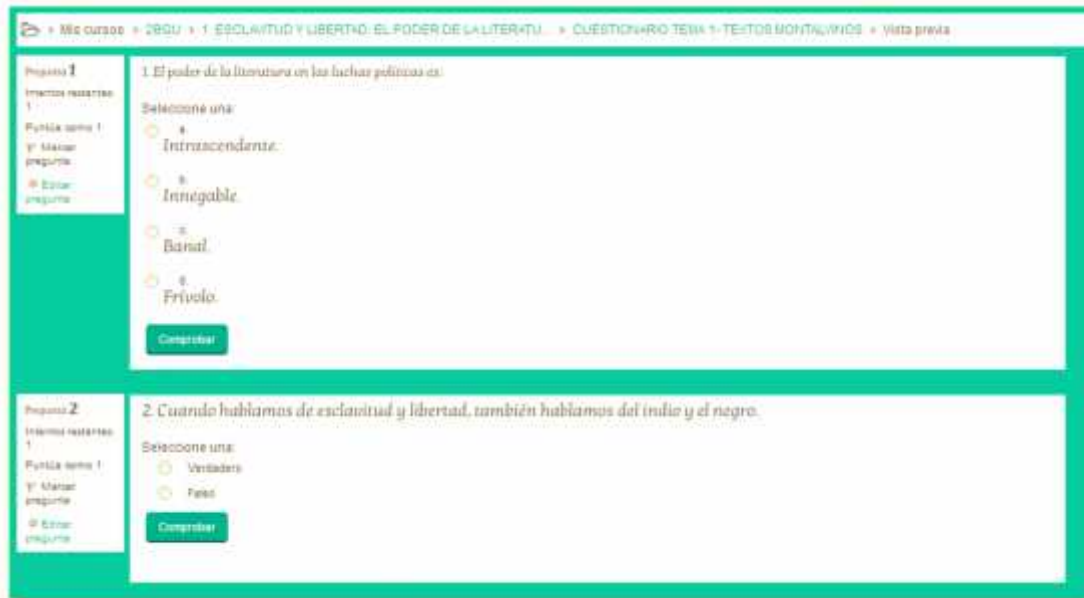 Mis cursos » 2BGU » 1. ESCLAVITUD Y LIBERTAD: EL PODER DE LA LITERATU... » CUESTIONARIO TEMA 1- TEXTOS MONTALVINOS » Vista previa
Pregunta 1
Intentos restantes:
1
Puntúa como 1
Marcar
pregunta
Editar
pregunta
1. El poder de la literatura en las luchas políticas es:
Seleccione una:
a.
Intrascendente.
b.
Innegable.
c.
Banal.
d.
Frívolo.
Comprobar
Pregunta 2
Intentos restantes:
1
Puntúa como 1
Marcar
pregunta
Editar
pregunta
2. Cuando hablamos de esclavitud y libertad, también hablamos del indio y el negro.
Seleccione una:
Verdadero
Falso
Comprobar